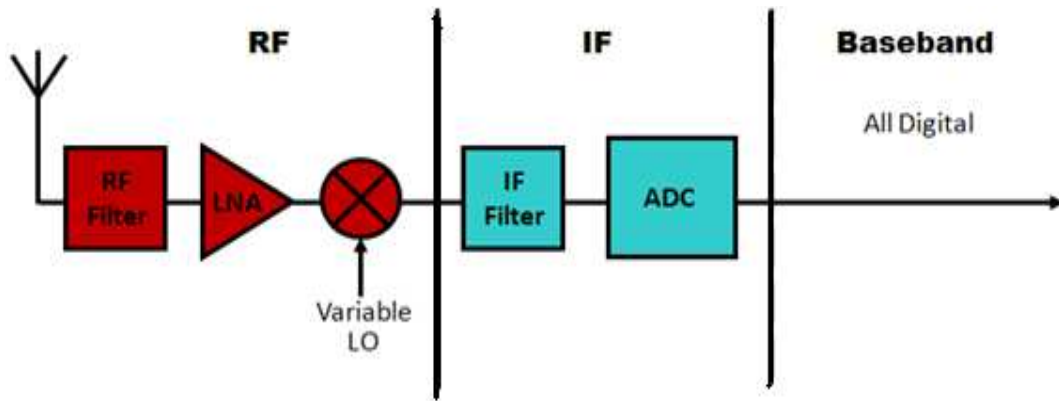 RF
IF
Baseband
All Digital
RF
Filter
LNA
IF
Filter
ADC
Variable
LO